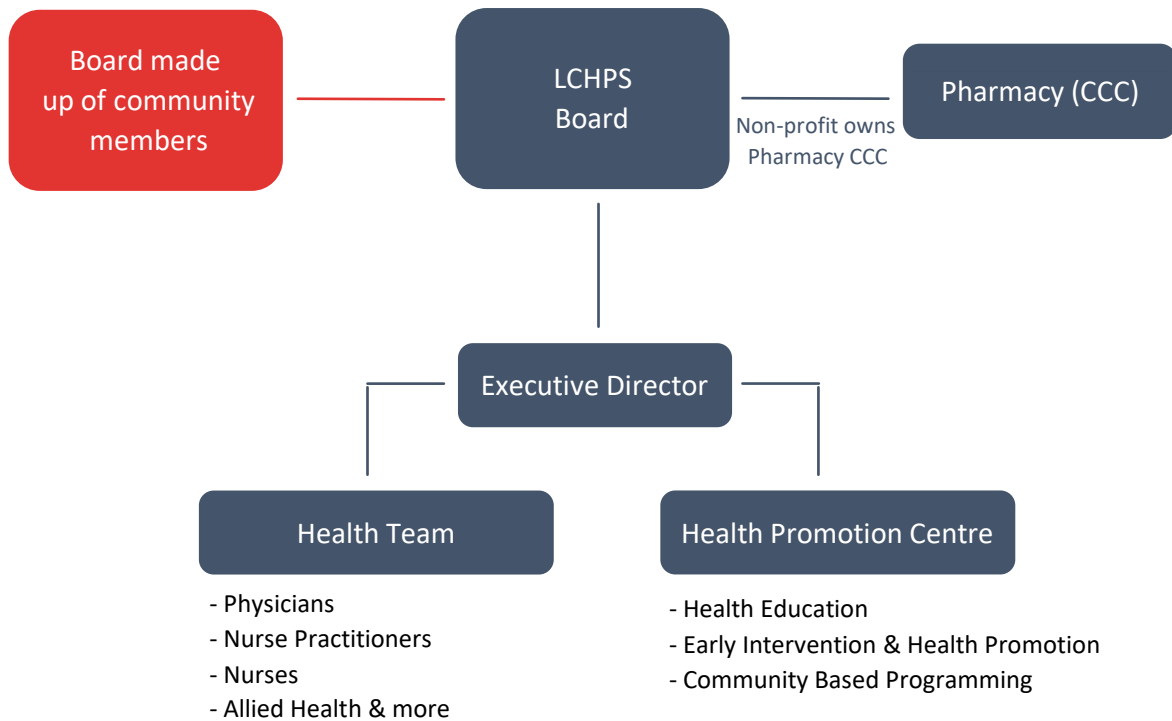 Board made
up of community
members
LCHPS
Board
Non-profit owns
Pharmacy CCC
Pharmacy (CCC)
Executive Director
Health Team
- Physicians
- Nurse Practitioners
- Nurses
- Allied Health & more
Health Promotion Centre
- Health Education
- Early Intervention & Health Promotion
- Community Based Programming